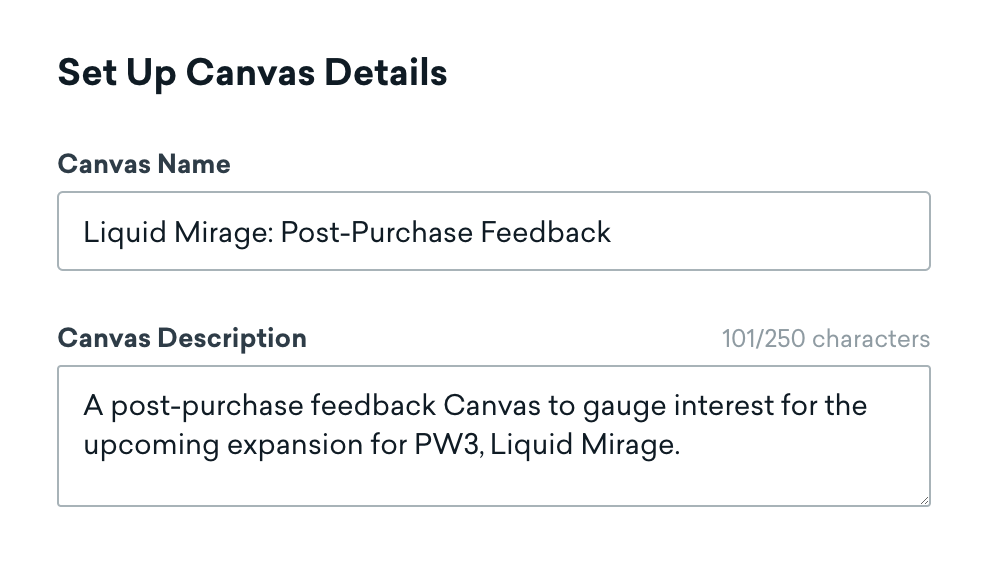 Set Up Canvas Details
Canvas Name
Liquid Mirage: Post-Purchase Feedback
Canvas Description
101/250 characters
A post-purchase feedback Canvas to gauge interest for the
upcoming expansion for PW3, Liquid Mirage.